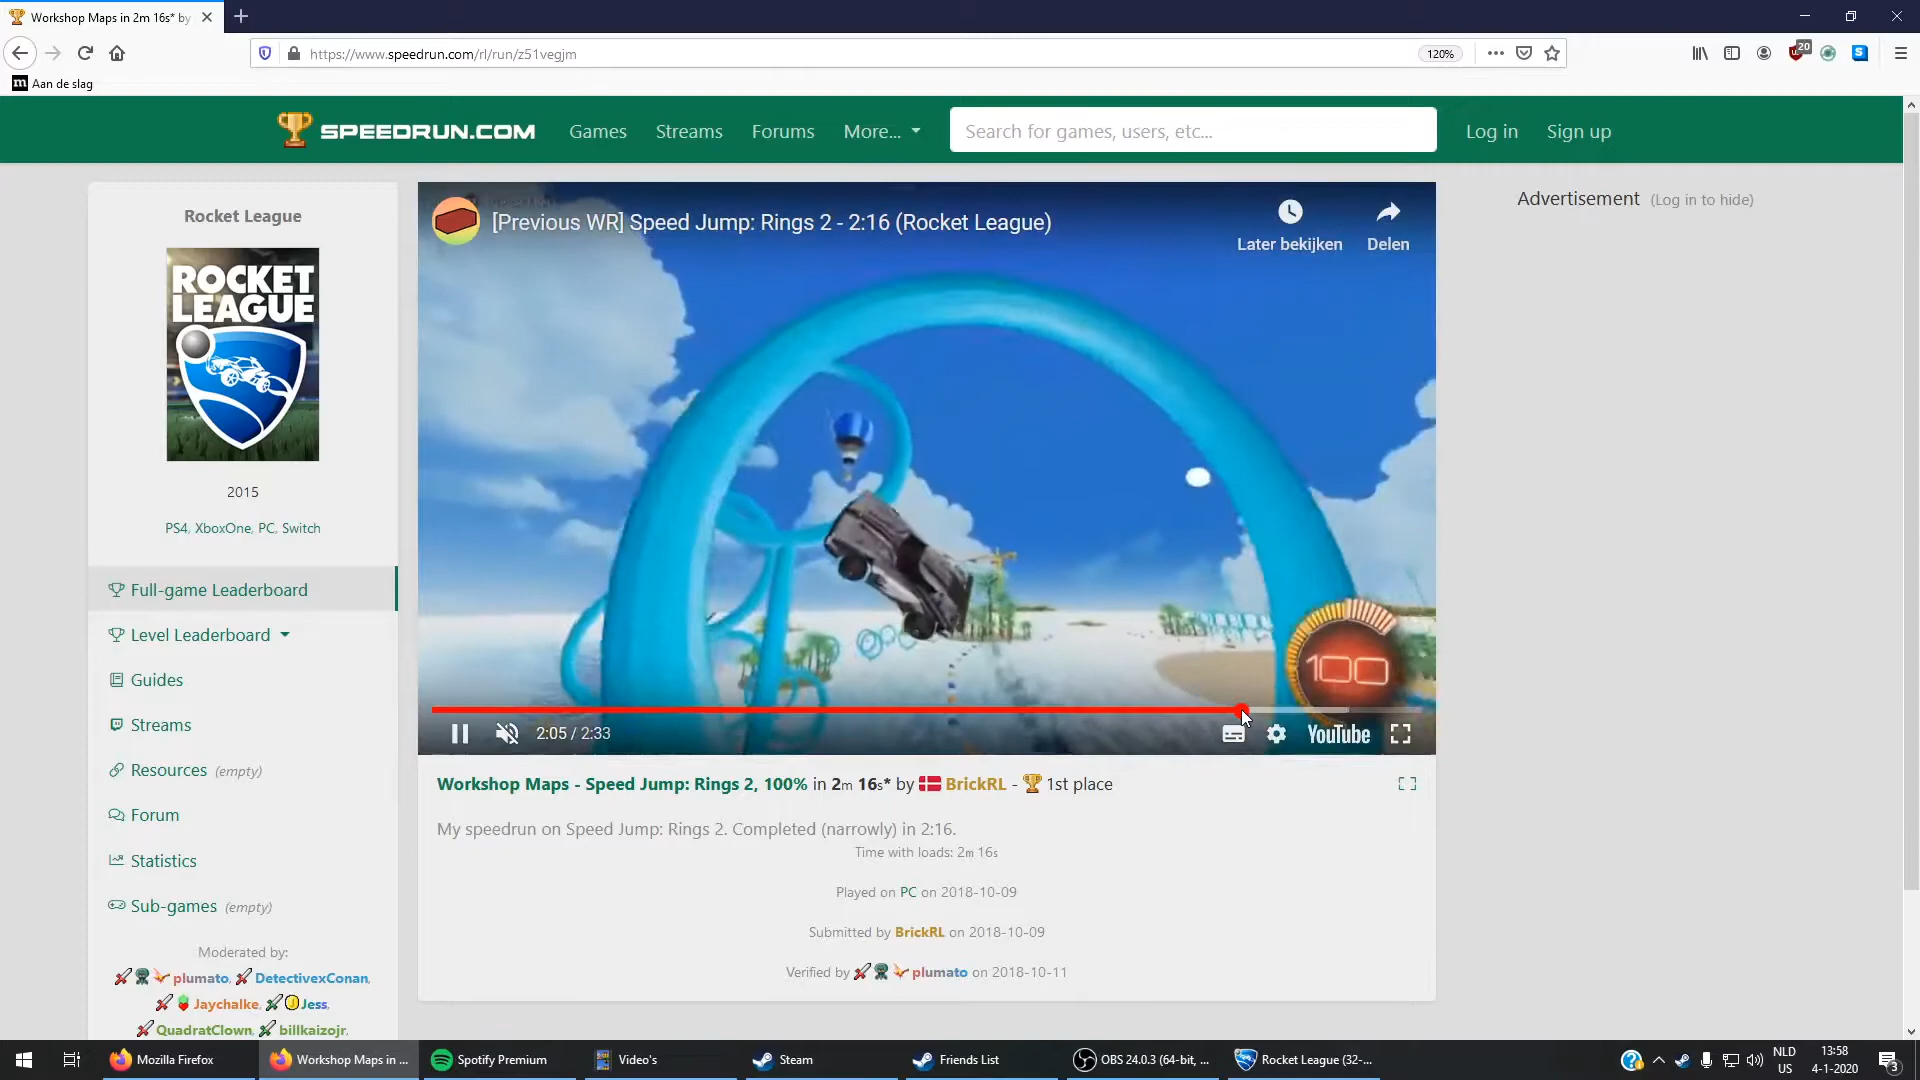 Workshop Maps in 2m 16s* by
https://www.speedrun.com/rl/run/z51vegjm
120%
20
S
m Aan de slag
SPEEDRUN.COM
Games
Streams
Forums
More...
Search for games, users, etc...
Log in
Sign up
Rocket League
ROCKET
LEAGUE
2015
PS4, XboxOne, PC, Switch
Full-game Leaderboard
Level Leaderboard
Guides
Streams
Resources (empty)
Forum
Statistics
Sub-games (empty)
Moderated by:
plumato, DetectivexConan,
Jaychalke, Jess,
QuadratClown, billkaizojr,
[Previous WR] Speed Jump: Rings 2 - 2:16 (Rocket League)
Later bekijken
Delen
100
2:05 / 2:33
YouTube
Workshop Maps - Speed Jump: Rings 2, 100% in 2m 16s* by BrickRL - 1st place
My speedrun on Speed Jump: Rings 2. Completed (narrowly) in 2:16.
Time with loads: 2m 16s
Played on PC on 2018-10-09
Submitted by BrickRL on 2018-10-09
Verified by plumato on 2018-10-11
Advertisement (Log in to hide)
Mozilla Firefox
Workshop Maps in ...
Spotify Premium
Video's
Steam
Friends List
OBS 24.0.3 (64-bit, ...
Rocket League (32-...
NLD
US
13:58
4-1-2020
3